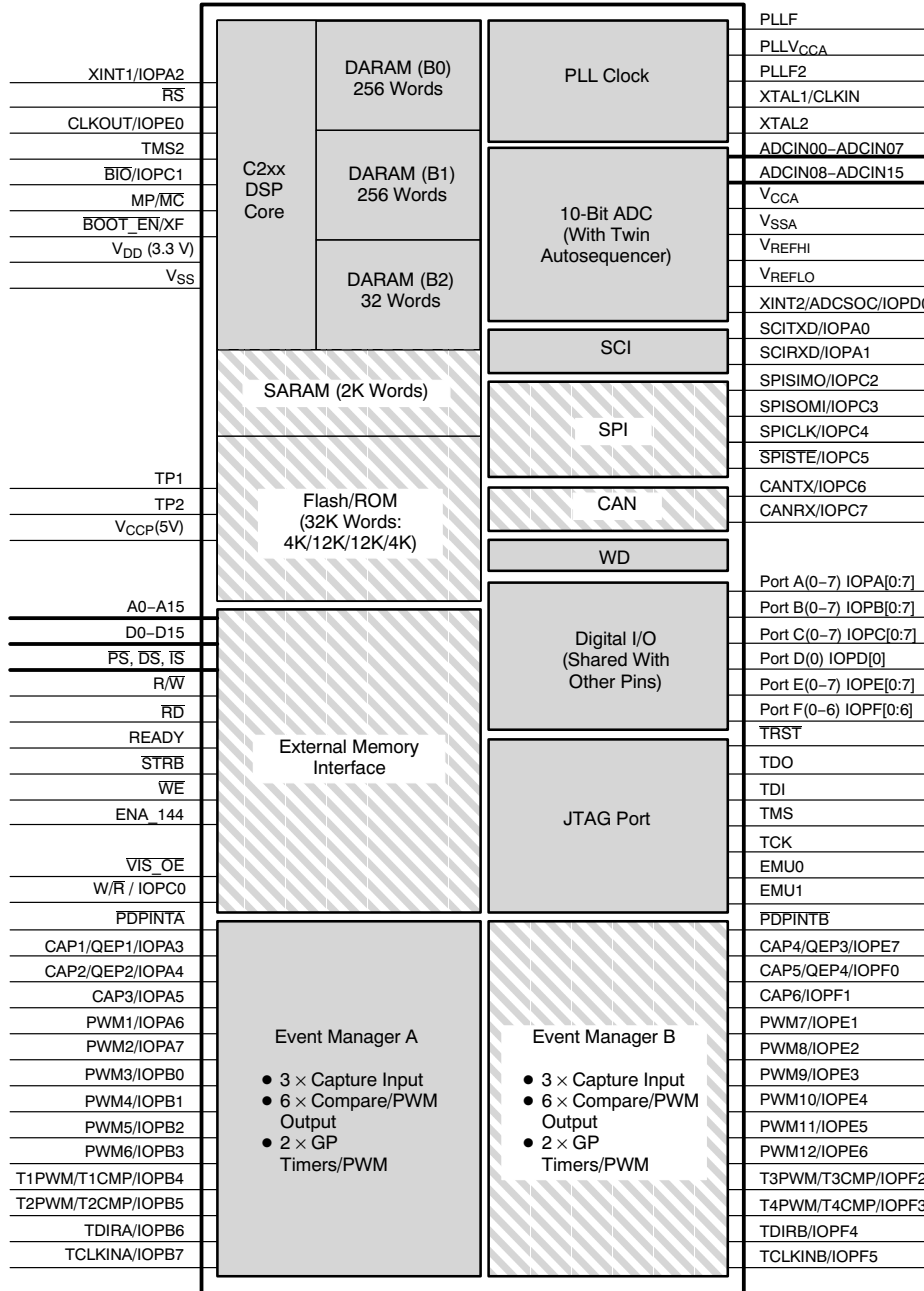 XINT1/IOPA2
RS
CLKOUT/IOPE0
TMS2
BIO/IOPC1
MP/MC
BOOT_EN/XF
VDD (3.3 V)
VSS
TP1
TP2
VCCP(5V)
A0–A15
D0–D15
PS, DS, IS
R/W
RD
READY
STRB
WE
ENA_144
VIS_OE
W/R / IOPC0
PDPINTA
CAP1/QEP1/IOPA3
CAP2/QEP2/IOPA4
CAP3/IOPA5
PWM1/IOPA6
PWM2/IOPA7
PWM3/IOPB0
PWM4/IOPB1
PWM5/IOPB2
PWM6/IOPB3
T1PWM/T1CMP/IOPB4
T2PWM/T2CMP/IOPB5
TDIRA/IOPB6
TCLKINA/IOPB7
C2xx
DSP
Core
DARAM (B0)
256 Words
DARAM (B1)
256 Words
DARAM (B2)
32 Words
SARAM (2K Words)
Flash/ROM
(32K Words:
4K/12K/12K/4K)
External Memory
Interface
Event Manager A
● 3 × Capture Input
● 6 × Compare/PWM
Output
● 2 × GP
Timers/PWM
PLL Clock
10-Bit ADC
(With Twin
Autosequencer)
SCI
SPI
CAN
WD
Digital I/O
(Shared With
Other Pins)
JTAG Port
Event Manager B
● 3 × Capture Input
● 6 × Compare/PWM
Output
● 2 × GP
Timers/PWM
PLLF
PLLVCCA
PLLF2
XTAL1/CLKIN
XTAL2
ADCIN00–ADCIN07
ADCIN08–ADCIN15
VCCA
VSSA
VREFHI
VREFLO
XINT2/ADCSOC/IOPD0
SCITXD/IOPA0
SCIRXD/IOPA1
SPISIMO/IOPC2
SPISOMI/IOPC3
SPICLK/IOPC4
SPISTE/IOPC5
CANTX/IOPC6
CANRX/IOPC7
Port A(0–7) IOPA[0:7]
Port B(0–7) IOPB[0:7]
Port C(0–7) IOPC[0:7]
Port D(0) IOPD[0]
Port E(0–7) IOPE[0:7]
Port F(0–6) IOPF[0:6]
TRST
TDO
TDI
TMS
TCK
EMU0
EMU1
PDPINTB
CAP4/QEP3/IOPE7
CAP5/QEP4/IOPF0
CAP6/IOPF1
PWM7/IOPE1
PWM8/IOPE2
PWM9/IOPE3
PWM10/IOPE4
PWM11/IOPE5
PWM12/IOPE6
T3PWM/T3CMP/IOPF2
T4PWM/T4CMP/IOPF3
TDIRB/IOPF4
TCLKINB/IOPF5